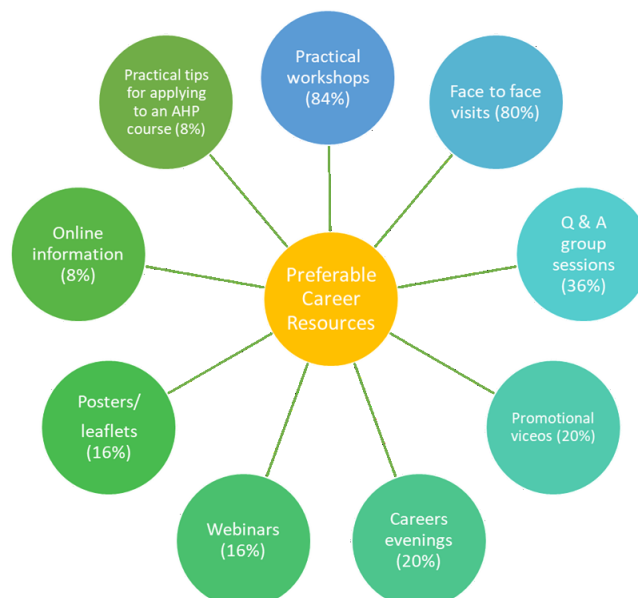 Practical
workshops
(84%)
Face to face
visits (80%)
Q & A
group
sessions
(36%)
Promotional
viceos (20%)
Careers
evenings
(20%)
Webinars
(16%)
Posters/
leaflets
(16%)
Online
information
(8%)
Practical tips
for applying
to an AHP
course (8%)
Preferable
Career
Resources